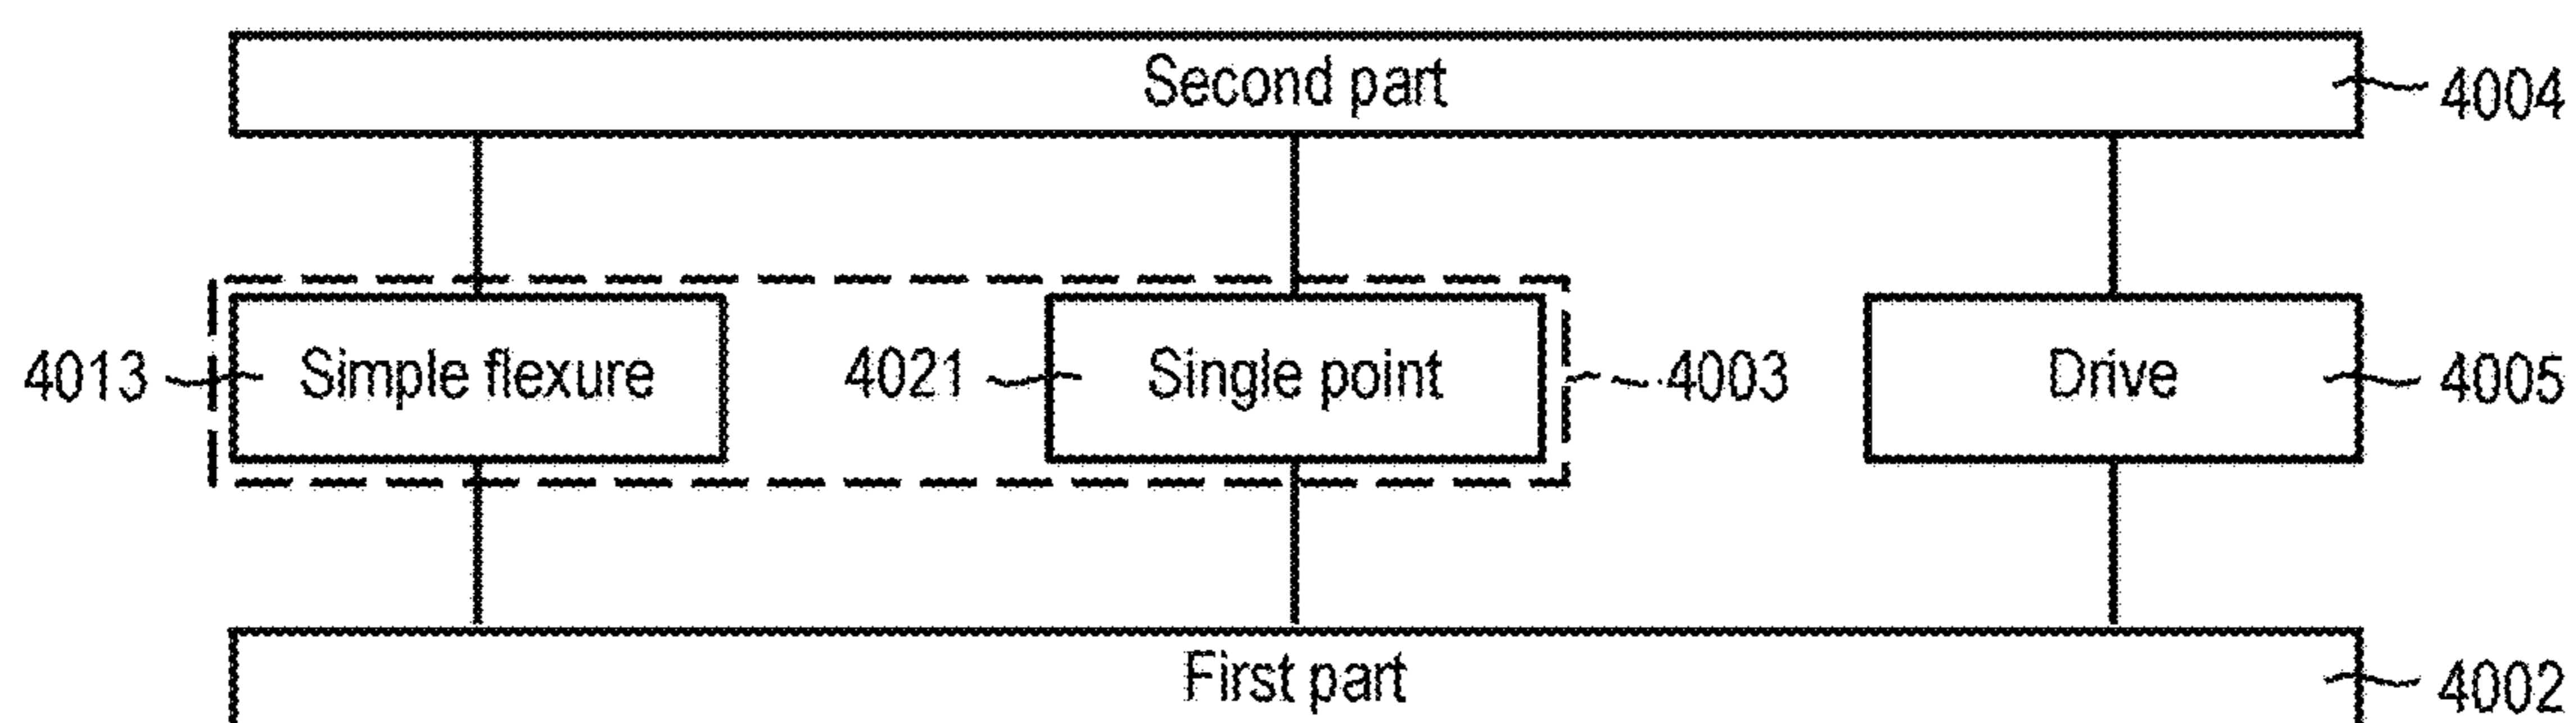 Second part 4004
4013 Simple flexure 4021 Single point 4003 Drive 4005
First part 4002